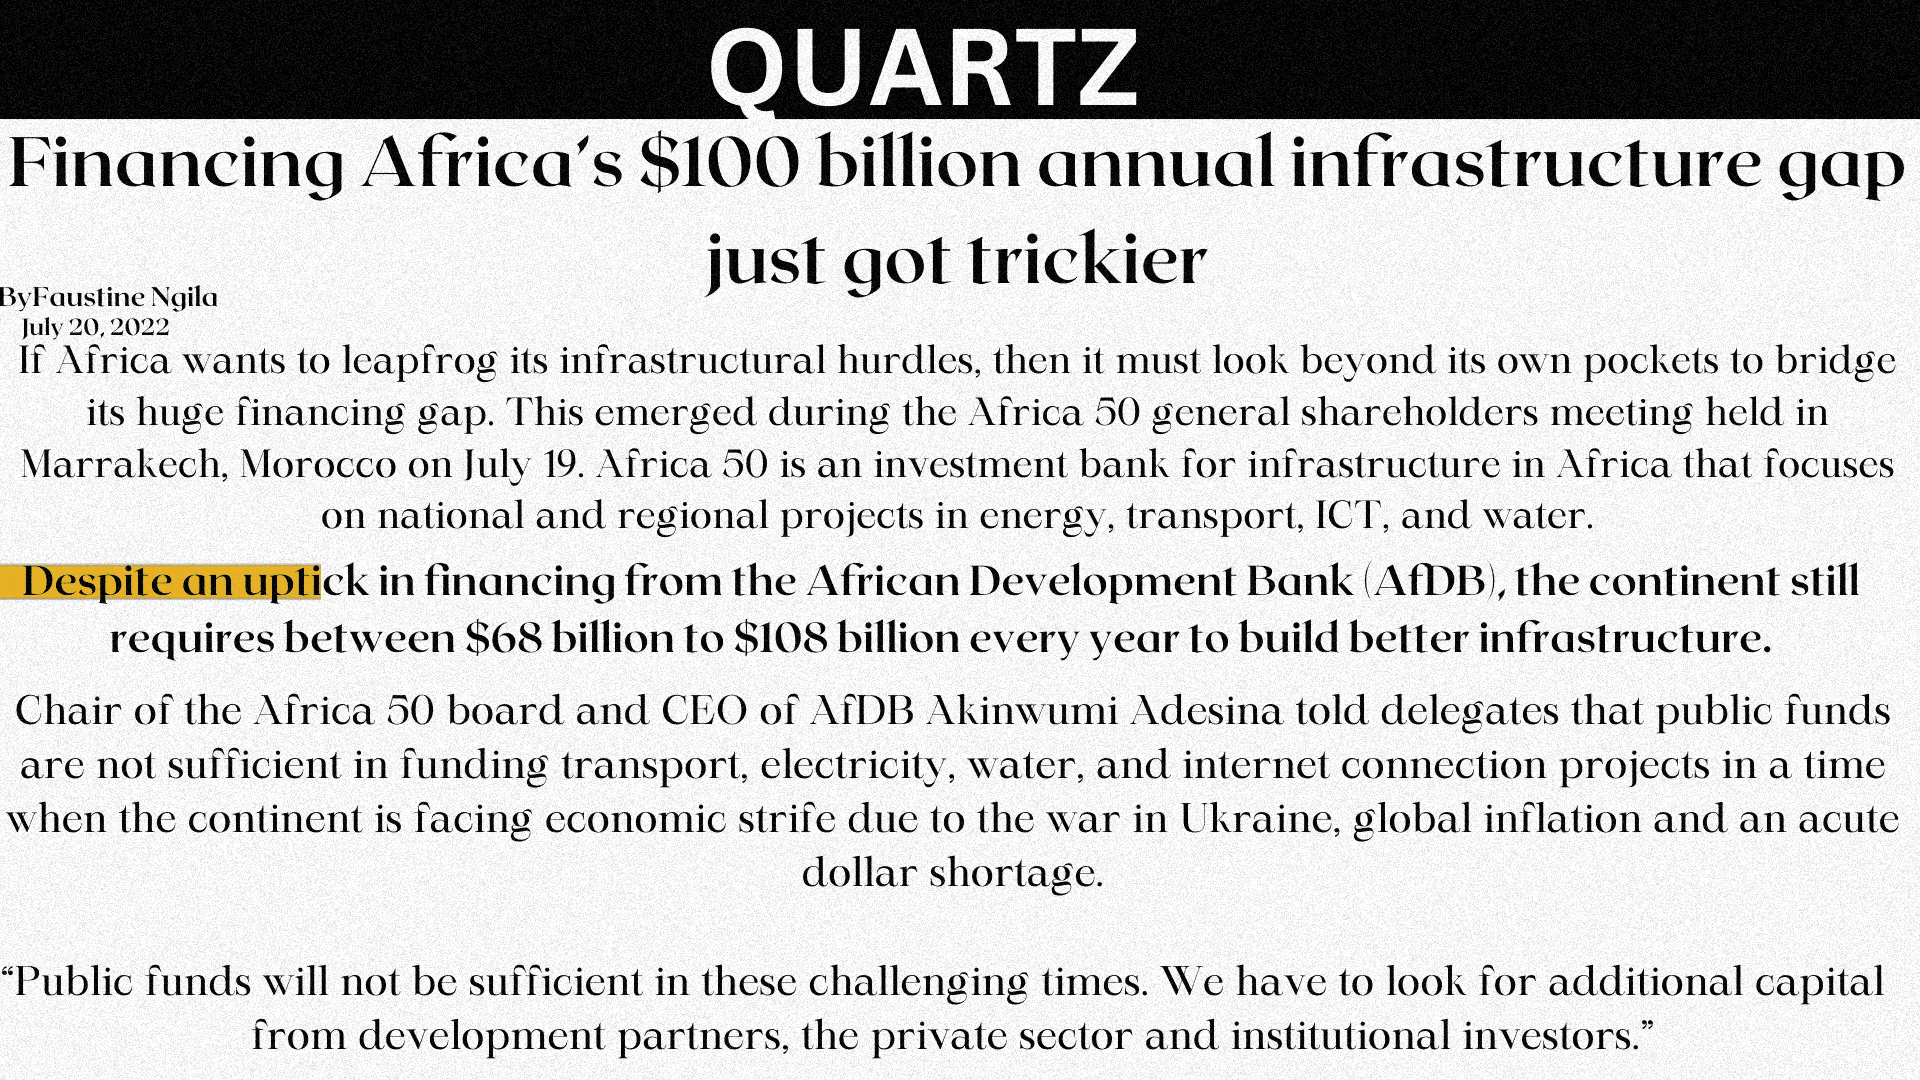 QUARTZ
Financing Africa's $100 billion annual infrastructure gap
just got trickier
ByFaustine Ngila
July 20, 2022
If Africa wants to leapfrog its infrastructural hurdles, then it must look beyond its own pockets to bridge
its huge financing gap. This emerged during the Africa 50 general shareholders meeting held in
Marrakech, Morocco on July 19. Africa 50 is an investment bank for infrastructure in Africa that focuses
on national and regional projects in energy, transport, ICT, and water.
Despite an uptick in financing from the African Development Bank (AfDB), the continent still
requires between $68 billion to $108 billion every year to build better infrastructure.
Chair of the Africa 50 board and CEO of AfDB Akinwumi Adesina told delegates that public funds
are not sufficient in funding transport, electricity, water, and internet connection projects in a time
when the continent is facing economic strife due to the war in Ukraine, global inflation and an acute
dollar shortage.
“Public funds will not be sufficient in these challenging times. We have to look for additional capital
from development partners, the private sector and institutional investors.”